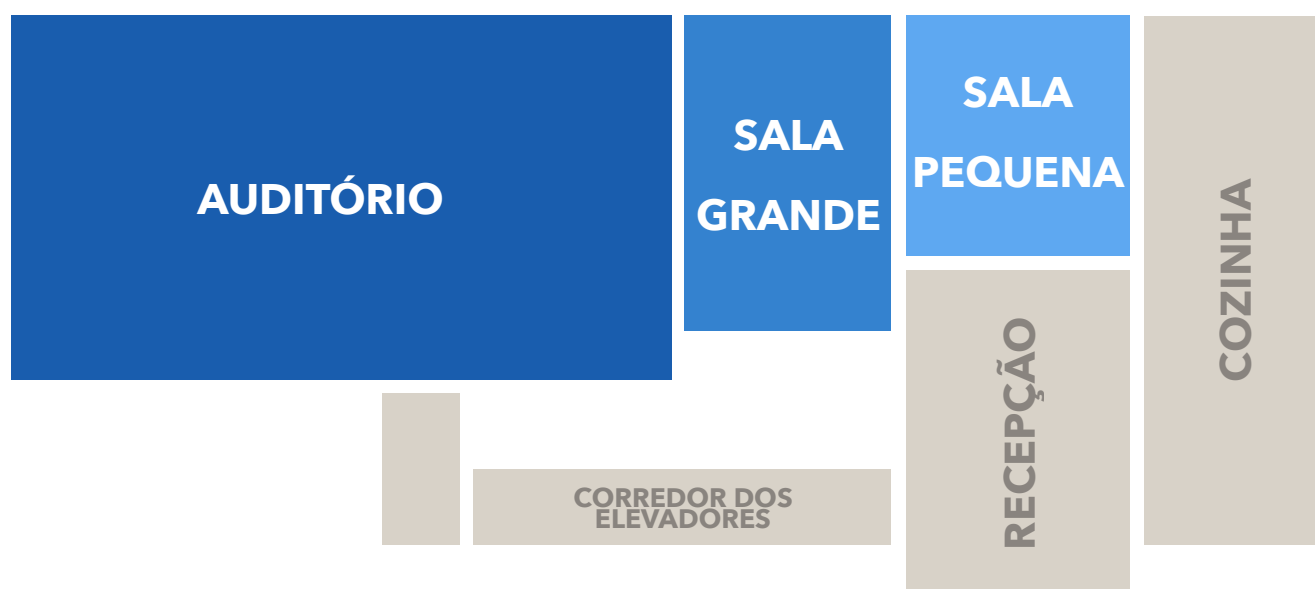 AUDITÓRIO
SALA
GRANDE
SALA
PEQUENA
COZINHA
RECEPÇÃO
CORREDOR DOS
ELEVADORES